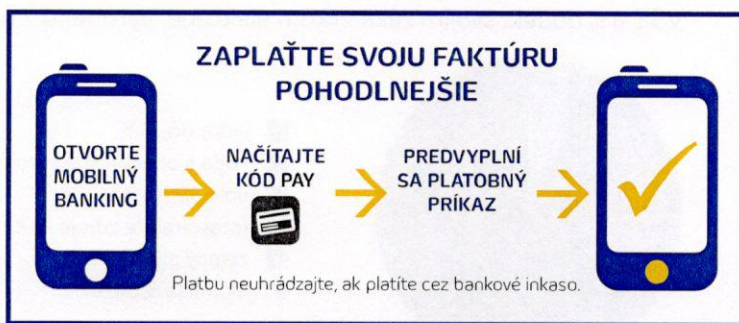 ZAPLAŤTE SVOJU FAKTÚRU
POHODLNEJŠIE
OTVORTE
MOBILNÝ
BANKING
NAČÍTAJTE
KÓD PAY
PREDVYPLNÍ
SA PLATOBNÝ
PRÍKAZ
Platbu neuhrádzajte, ak platíte cez bankové inkaso.